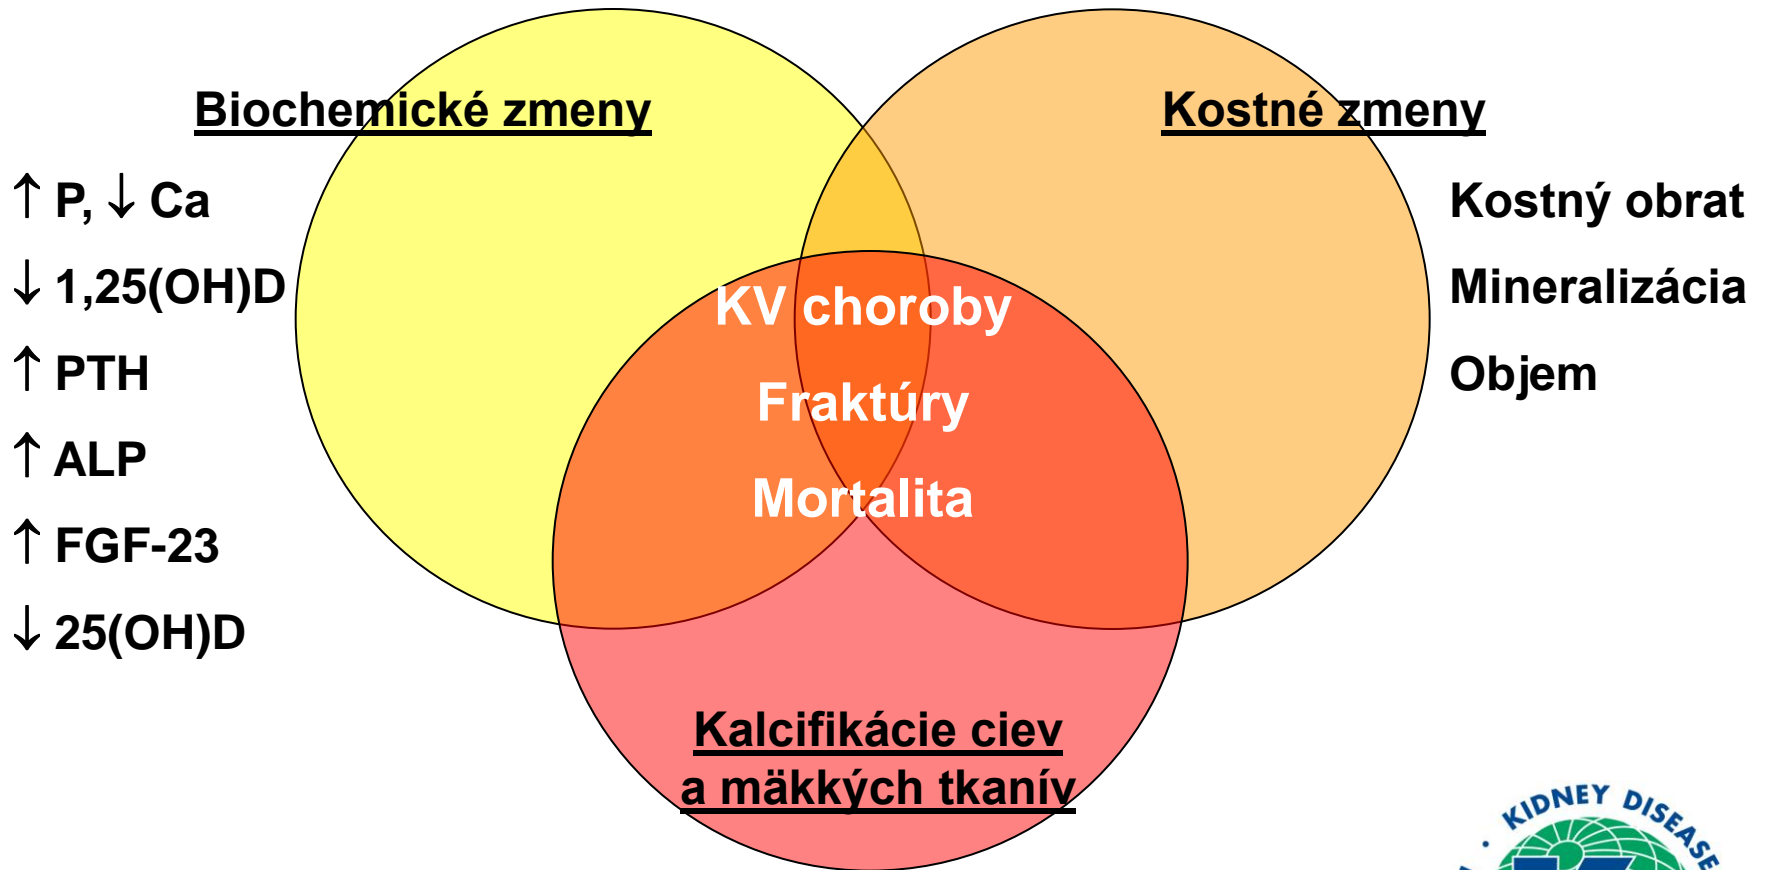 Biochemické zmeny
↑ P, ↓ Ca
↓ 1,25(OH)D
↑ PTH
↑ ALP
↑ FGF-23
↓ 25(OH)D
Kostné zmeny
Kostný obrat
Mineralizácia
Objem
KV choroby
Fraktúry
Mortalita
Kalcifikácie ciev
a mäkkých tkanív
KIDNEY DISEASE